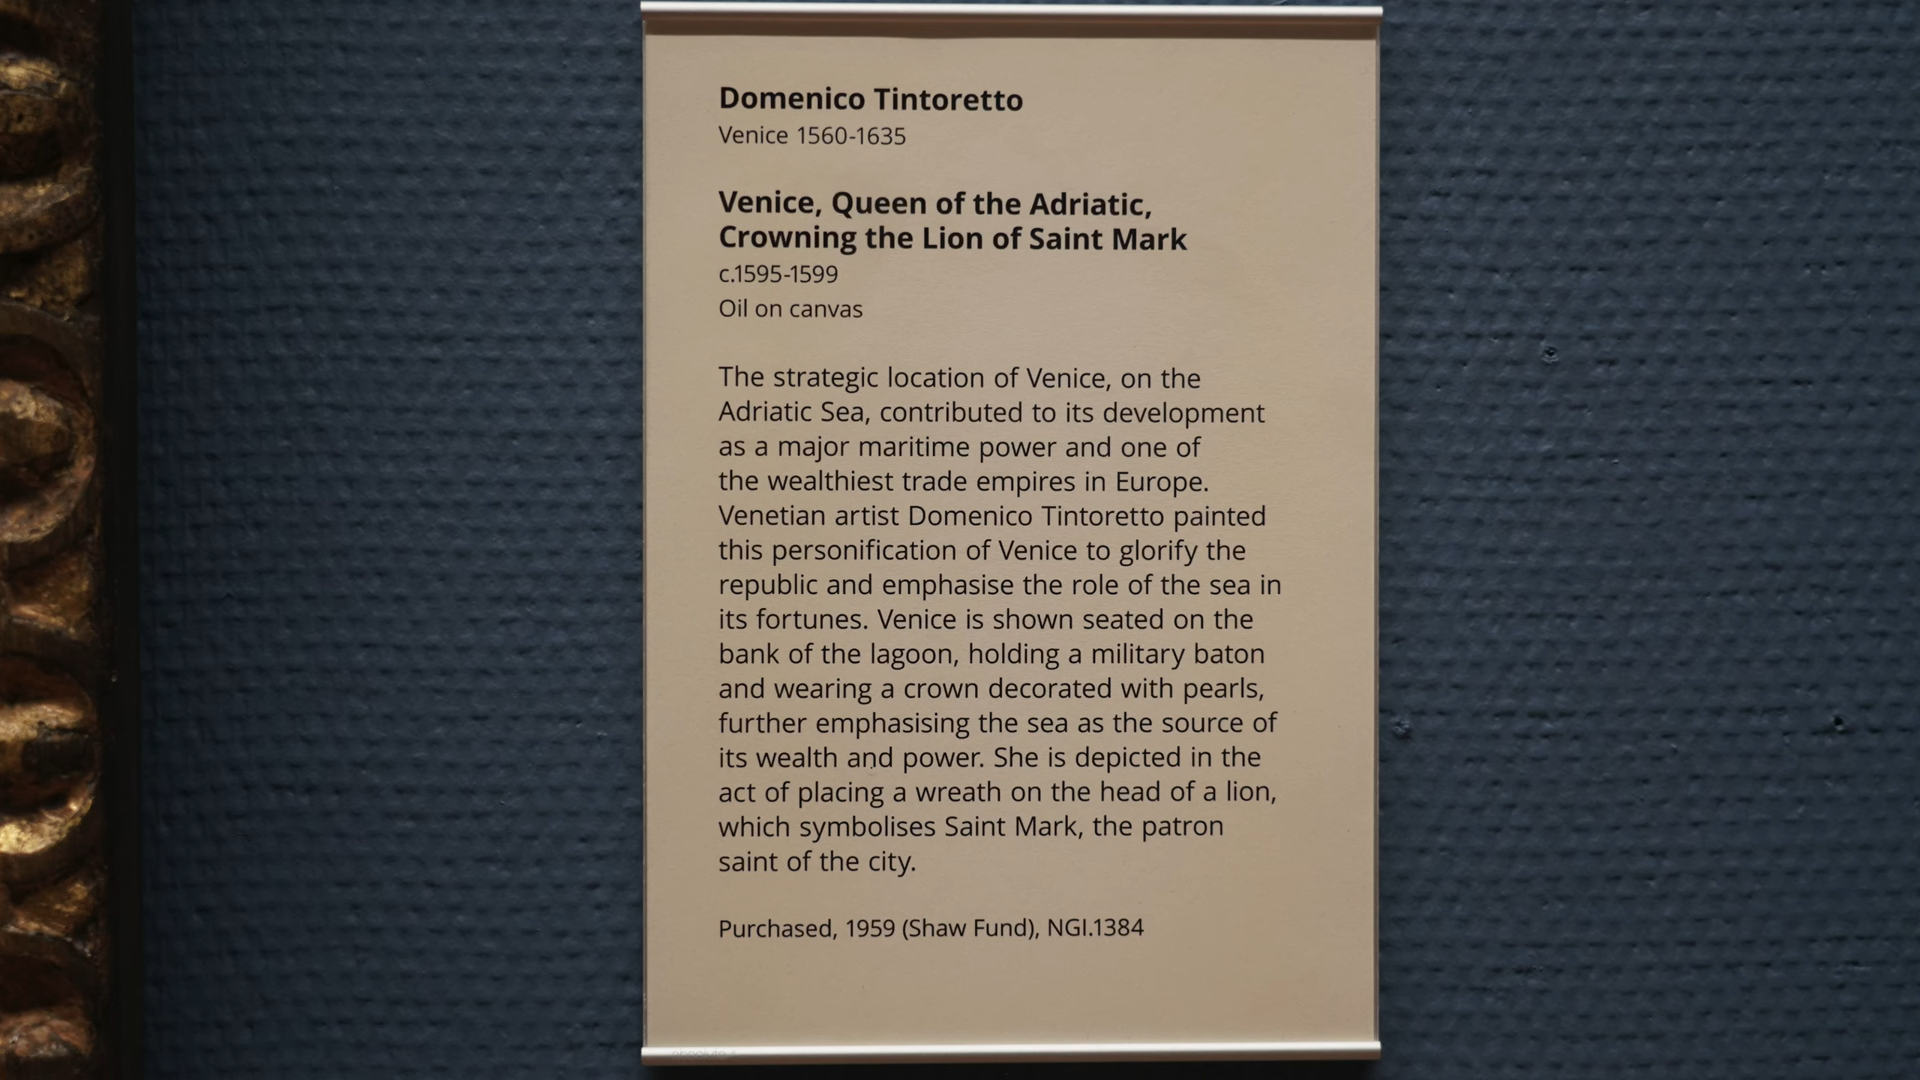 Domenico Tintoretto
Venice 1560-1635
Venice, Queen of the Adriatic,
Crowning the Lion of Saint Mark
c.1595-1599
Oil on canvas
The strategic location of Venice, on the
Adriatic Sea, contributed to its development
as a major maritime power and one of
the wealthiest trade empires in Europe.
Venetian artist Domenico Tintoretto painted
this personification of Venice to glorify the
republic and emphasise the role of the sea in
its fortunes. Venice is shown seated on the
bank of the lagoon, holding a military baton
and wearing a crown decorated with pearls,
further emphasising the sea as the source of
its wealth and power. She is depicted in the
act of placing a wreath on the head of a lion,
which symbolises Saint Mark, the patron
saint of the city.
Purchased, 1959 (Shaw Fund), NGI.1384